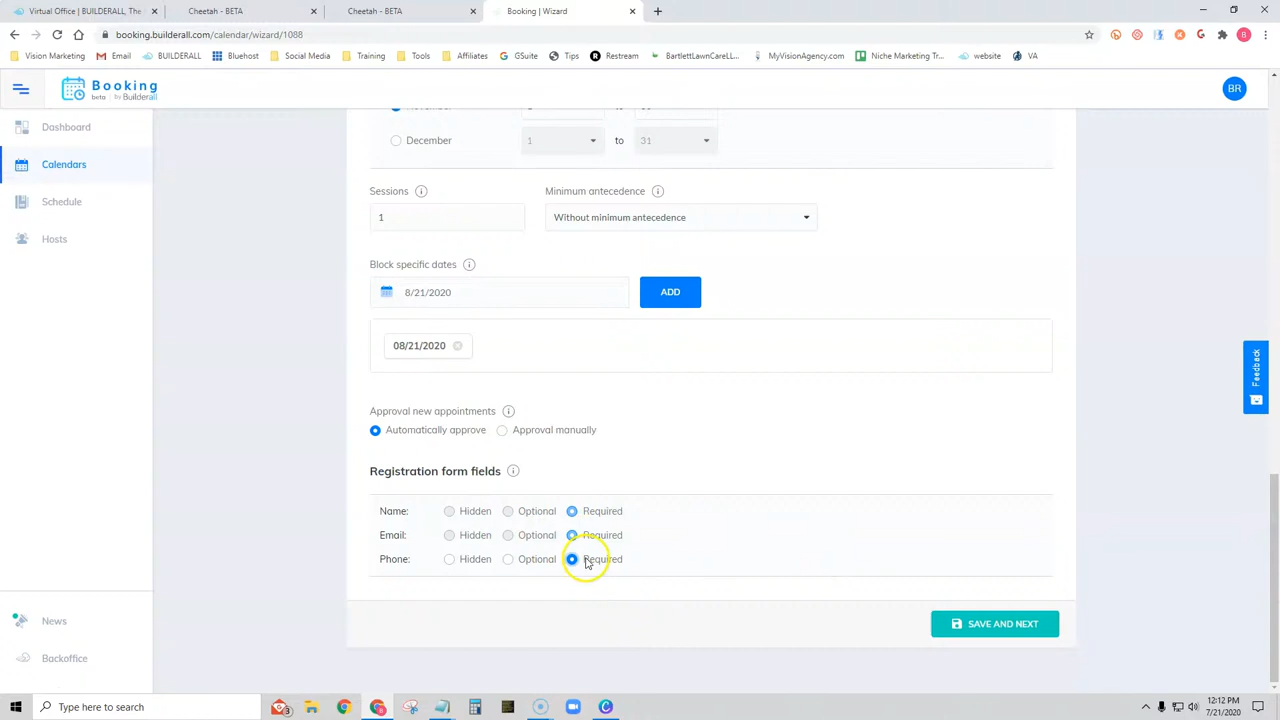 Virtual Office | BUILDERALL, The
Cheetah - BETA
Cheetah - BETA
Booking | Wizard
booking.builderall.com/calendar/wizard/1088
Vision Marketing
Email
BUILDERALL
Bluehost
Social Media
Training
Tools
Affiliates
GSuite
Tips
Restream
BartlettLawnCareLL...
MyVisionAgency.com
Niche Marketing Tr...
website
VA
Booking
beta by Builderall
BR
Dashboard
Calendars
Schedule
Hosts
News
Backoffice
December 1 to 31
Sessions
1
Minimum antecedence
Without minimum antecedence
Block specific dates
8/21/2020
ADD
08/21/2020
Approval new appointments
Automatically approve Approval manually
Registration form fields
Name: Hidden Optional Required
Email: Hidden Optional Required
Phone: Hidden Optional Required
SAVE AND NEXT
Feedback
Type here to search
3
12:12 PM
7/21/2020